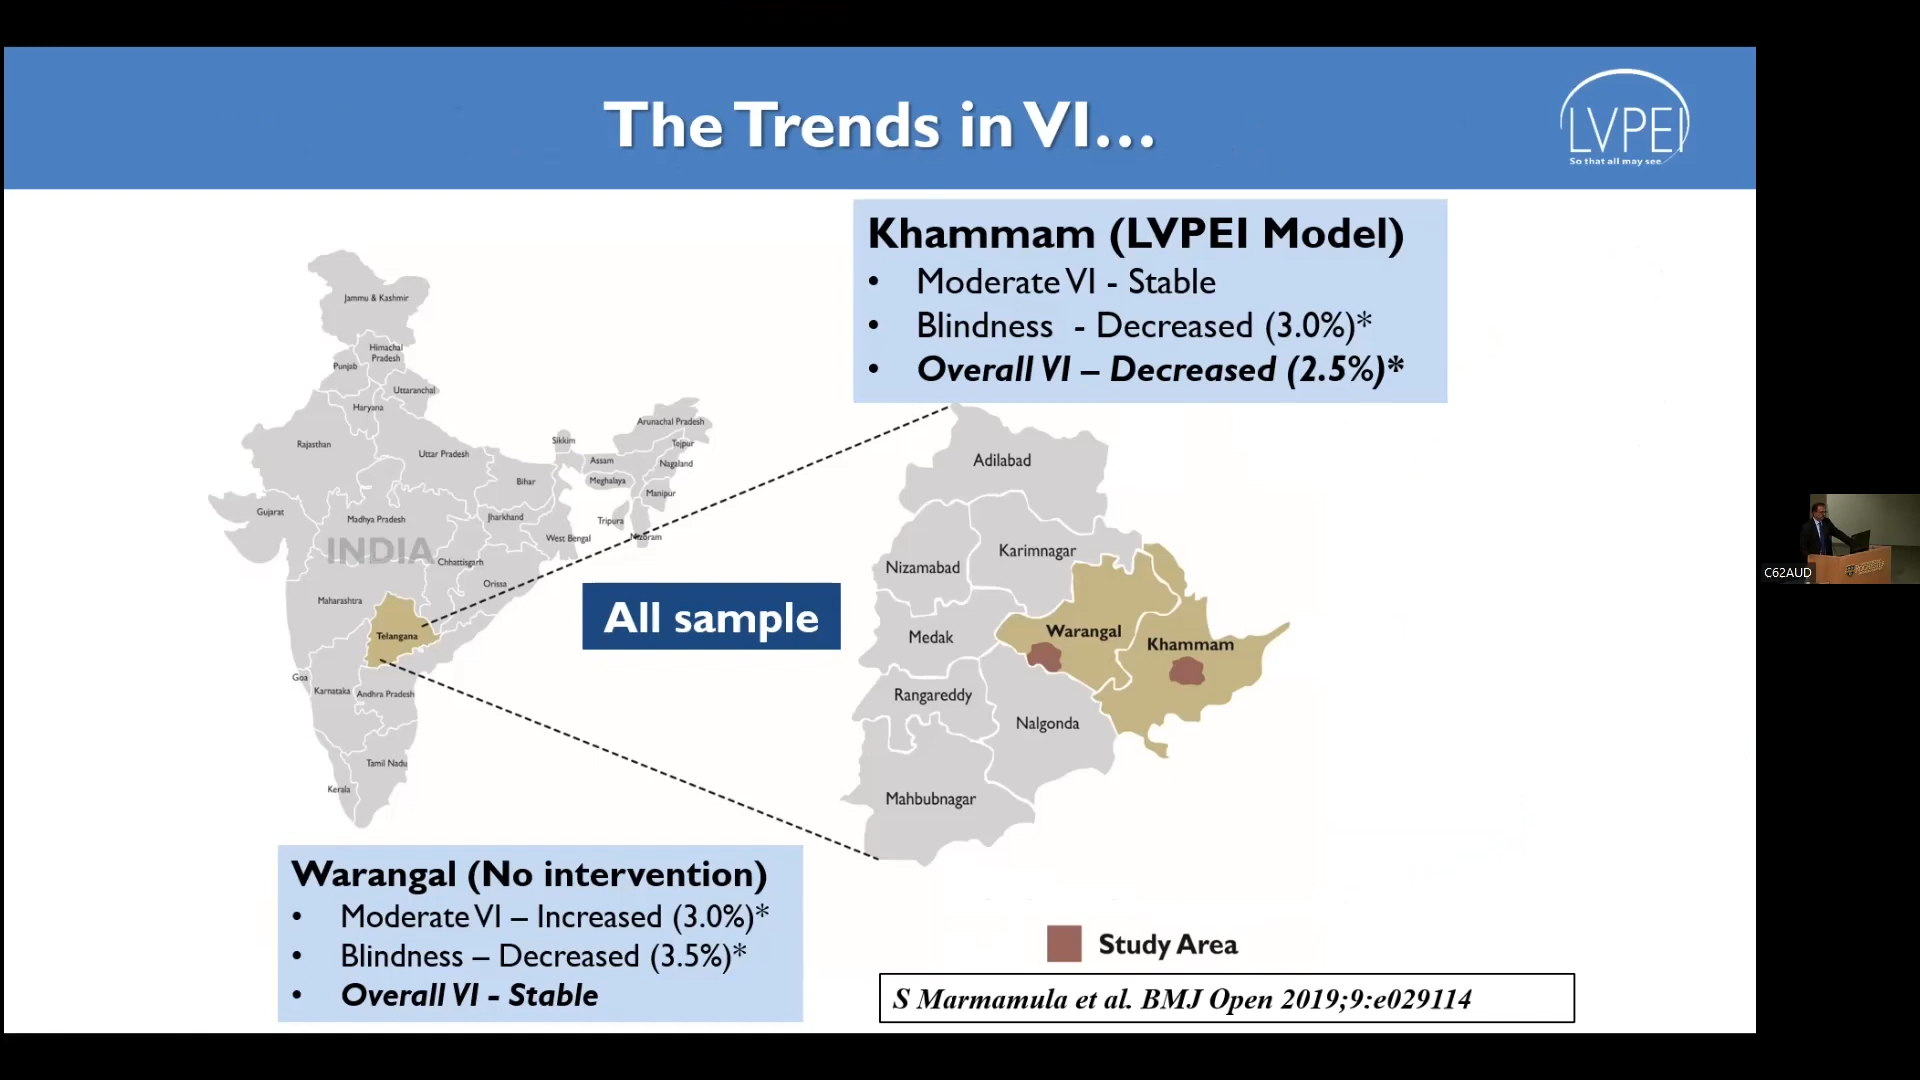 The Trends in VI...
LVPEI
So that all may see
Khammam (LVPEI Model)
• Moderate VI - Stable
• Blindness - Decreased (3.0%)*
• Overall VI – Decreased (2.5%)*
Jammu & Kashmir
Himachal
Pradesh
Punjab
Uttaranchal
Haryana
Rajasthan
Uttar Pradesh
Sikkim
Arunachal Pradesh
Tejpur
Assam
Nagaland
Meghalaya
Bihar
Manipur
Gujarat
Madhya Pradesh
Jharkhand
Tripura
West Bengal
Mizoram
INDIA
Chhattisgarh
Orissa
Maharashtra
Telangana
Goa
Karnataka
Andhra Pradesh
Tamil Nadu
Kerala
All sample
Adilabad
Karimnagar
Nizamabad
Warangal
Medak
Khammam
Rangareddy
Nalgonda
Mahbubnagar
Warangal (No intervention)
• Moderate VI – Increased (3.0%)*
• Blindness – Decreased (3.5%)*
• Overall VI - Stable
Study Area
S Marmamula et al. BMJ Open 2019;9:e029114
C62AUD